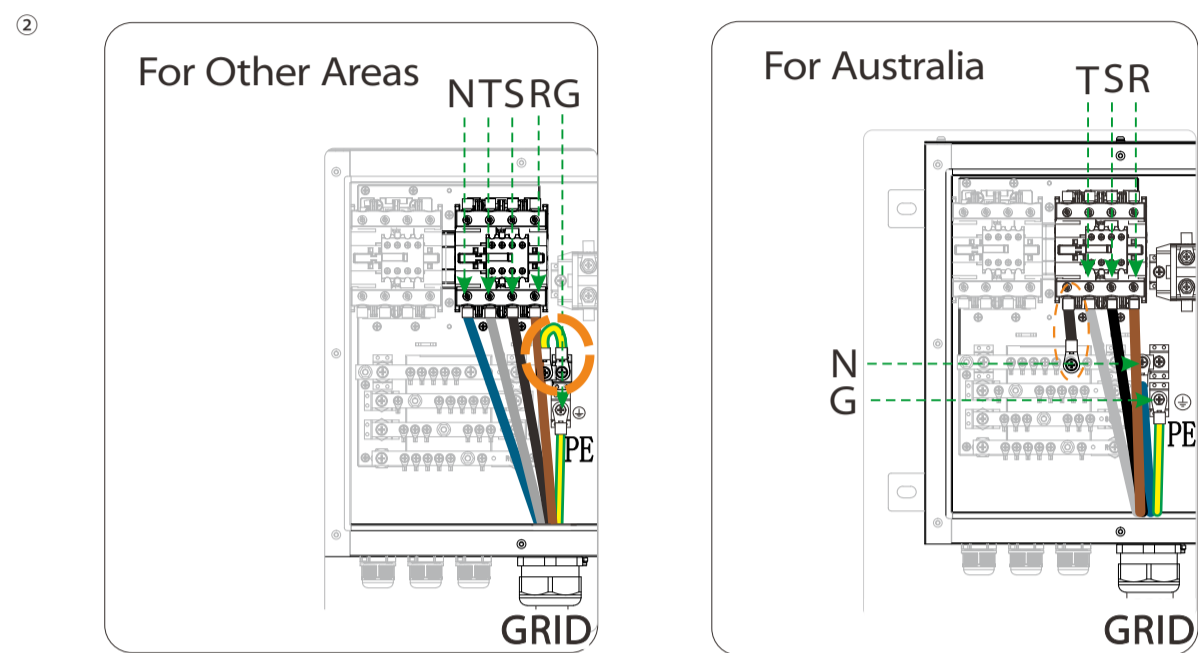 ②
For Other Areas
NTSRG
PE
GRID
For Australia
TSR
N
G
PE
GRID